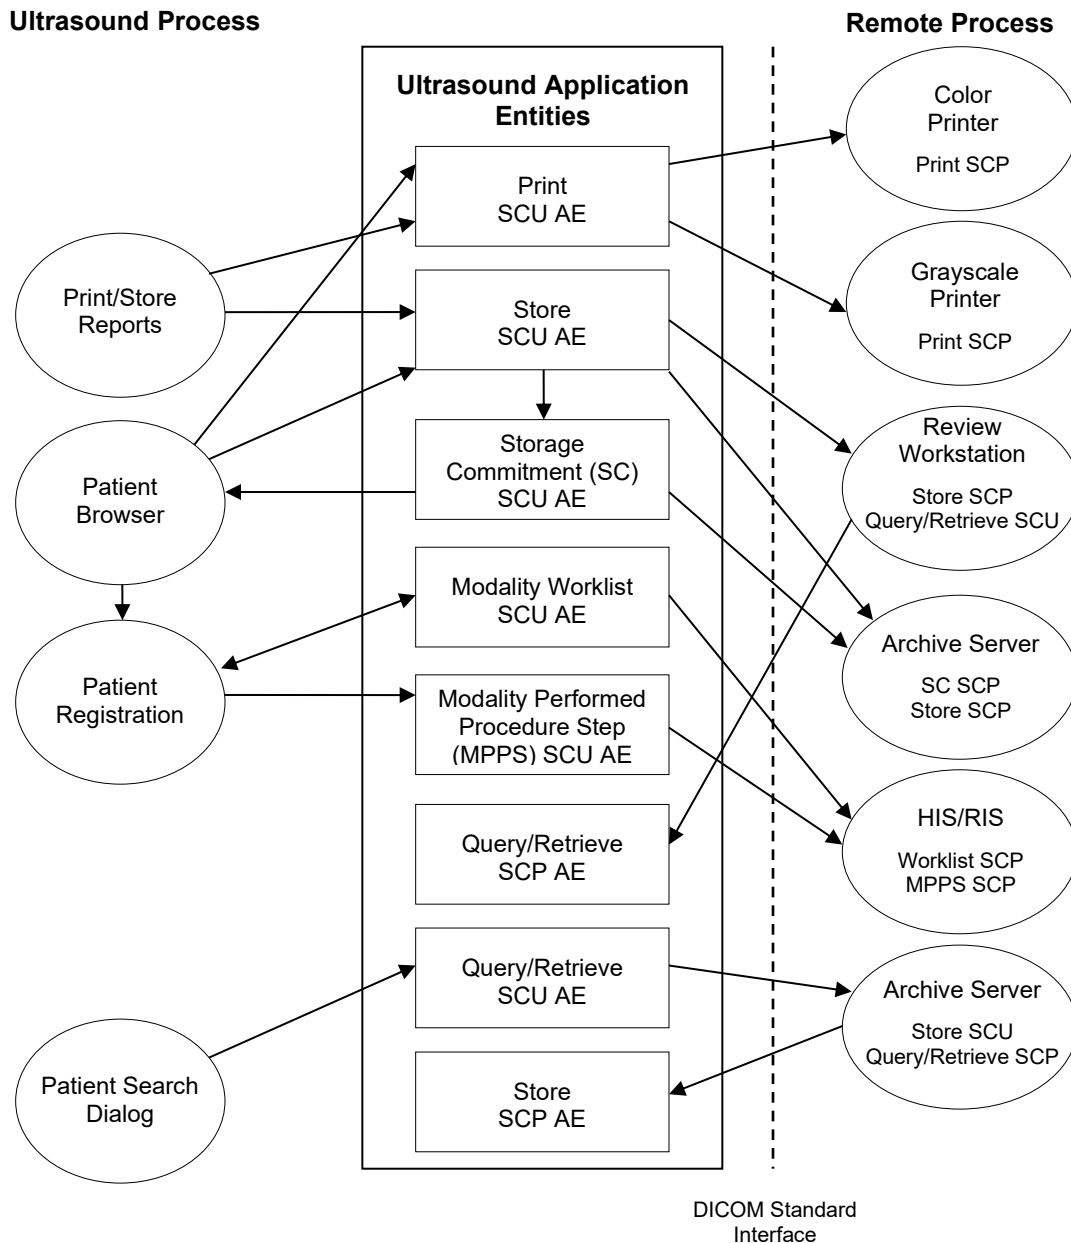 Ultrasound Process
Remote Process
Ultrasound Application
Entities
Print
SCU AE
Store
SCU AE
Storage
Commitment (SC)
SCU AE
Modality Worklist
SCU AE
Modality Performed
Procedure Step
(MPPS) SCU AE
Query/Retrieve
SCP AE
Query/Retrieve
SCU AE
Store
SCP AE
Print/Store
Reports
Patient
Browser
Patient
Registration
Patient Search
Dialog
Color
Printer
Print SCP
Grayscale
Printer
Print SCP
Review
Workstation
Store SCP
Query/Retrieve SCU
Archive Server
SC SCP
Store SCP
HIS/RIS
Worklist SCP
MPPS SCP
Archive Server
Store SCU
Query/Retrieve SCP
DICOM Standard
Interface